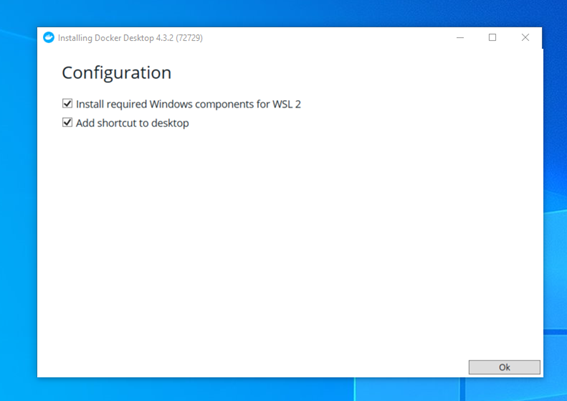 Installing Docker Desktop 4.3.2 (72729)
Configuration
Install required Windows components for WSL 2
Add shortcut to desktop
Ok